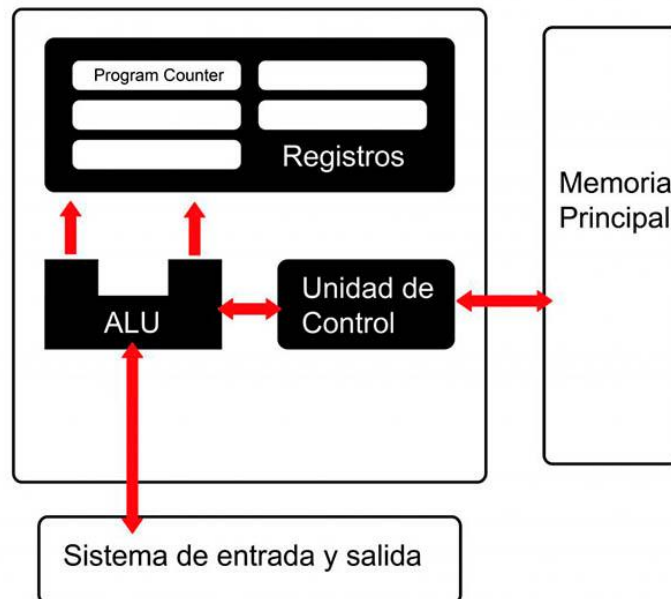 Program Counter
Registros
Memoria
Principal
ALU
Unidad de
Control
Sistema de entrada y salida